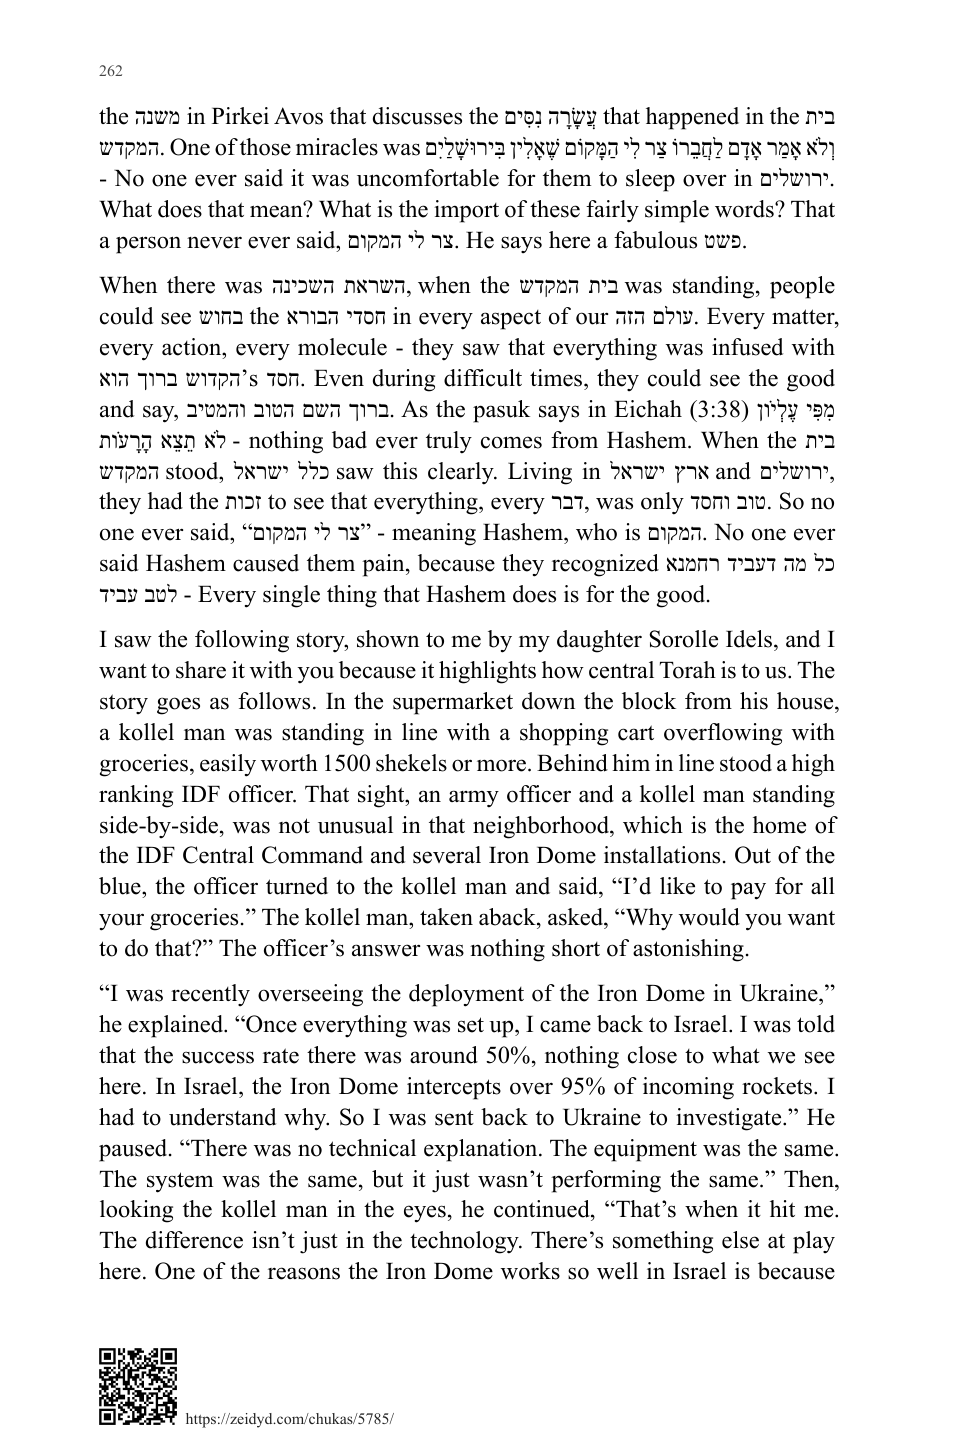 262
the משנה in Pirkei Avos that discusses the עֲשָׂרָה נִסִּים that happened in the בית
המקדש. One of those miracles was וְלֹא אָמַר אָדָם לַחֲבֵרוֹ צַר לִי הַמָּקוֹם שֶׁאָלִין בִּירוּשָׁלַיִם
- No one ever said it was uncomfortable for them to sleep over in ירושלים.
What does that mean? What is the import of these fairly simple words? That
a person never ever said, צר לי המקום. He says here a fabulous פשט.
When there was השראת השכינה, when the בית המקדש was standing, people
could see בחוש the חסדי הבורא in every aspect of our עולם הזה. Every matter,
every action, every molecule - they saw that everything was infused with
הקדוש ברוך הוא’s חסד. Even during difficult times, they could see the good
and say, ברוך השם הטוב והמטיב. As the pasuk says in Eichah (3:38) מִפִּי עֶלְיוֹן
לֹא תֵצֵא הָרָעֹות - nothing bad ever truly comes from Hashem. When the בית
המקדש stood, כלל ישראל saw this clearly. Living in ארץ ישראל and ירושלים,
they had the זכות to see that everything, every דבר, was only טוב וחסד. So no
one ever said, “צר לי המקום” - meaning Hashem, who is המקום. No one ever
said Hashem caused them pain, because they recognized כל מה דעביד רחמנא
לטב עביד - Every single thing that Hashem does is for the good.
I saw the following story, shown to me by my daughter Sorolle Idels, and I
want to share it with you because it highlights how central Torah is to us. The
story goes as follows. In the supermarket down the block from his house,
a kollel man was standing in line with a shopping cart overflowing with
groceries, easily worth 1500 shekels or more. Behind him in line stood a high
ranking IDF officer. That sight, an army officer and a kollel man standing
side-by-side, was not unusual in that neighborhood, which is the home of
the IDF Central Command and several Iron Dome installations. Out of the
blue, the officer turned to the kollel man and said, “I’d like to pay for all
your groceries.” The kollel man, taken aback, asked, “Why would you want
to do that?” The officer’s answer was nothing short of astonishing.
“I was recently overseeing the deployment of the Iron Dome in Ukraine,”
he explained. “Once everything was set up, I came back to Israel. I was told
that the success rate there was around 50%, nothing close to what we see
here. In Israel, the Iron Dome intercepts over 95% of incoming rockets. I
had to understand why. So I was sent back to Ukraine to investigate.” He
paused. “There was no technical explanation. The equipment was the same.
The system was the same, but it just wasn’t performing the same.” Then,
looking the kollel man in the eyes, he continued, “That’s when it hit me.
The difference isn’t just in the technology. There’s something else at play
here. One of the reasons the Iron Dome works so well in Israel is because
https://zeidyd.com/chukas/5785/